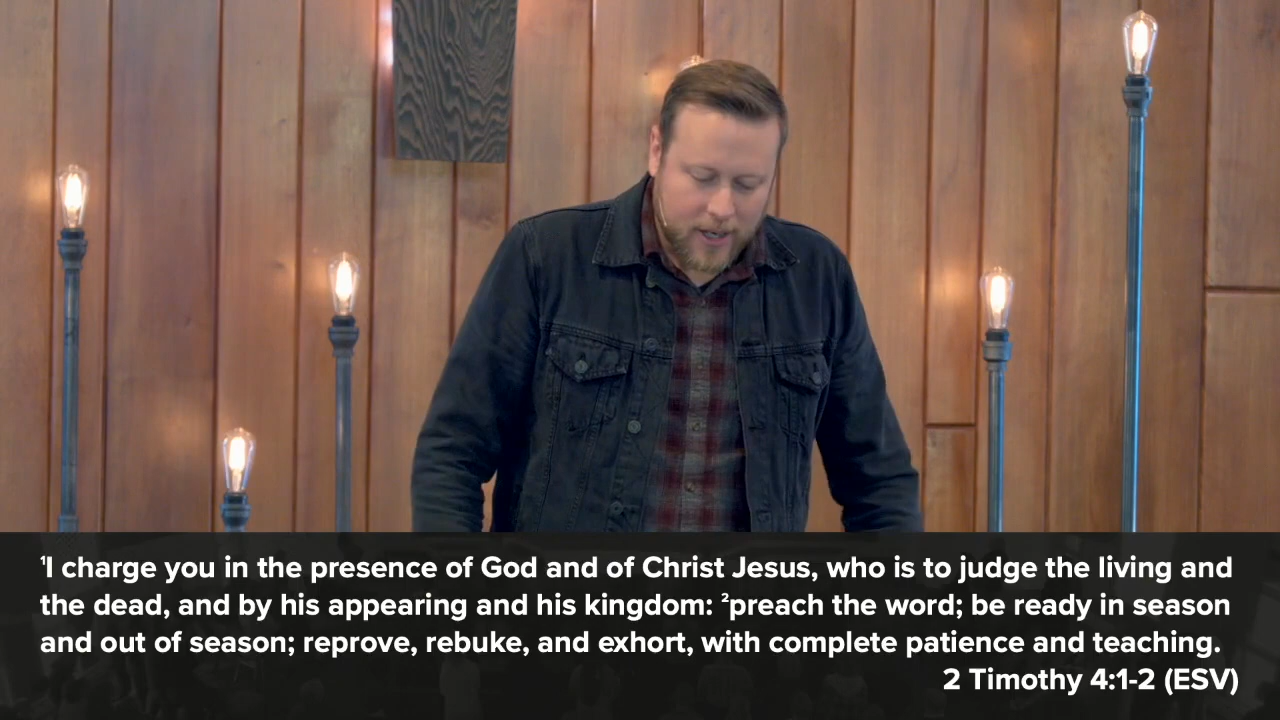 ¹I charge you in the presence of God and of Christ Jesus, who is to judge the living and
the dead, and by his appearing and his kingdom: ²preach the word; be ready in season
and out of season; reprove, rebuke, and exhort, with complete patience and teaching.
2 Timothy 4:1-2 (ESV)